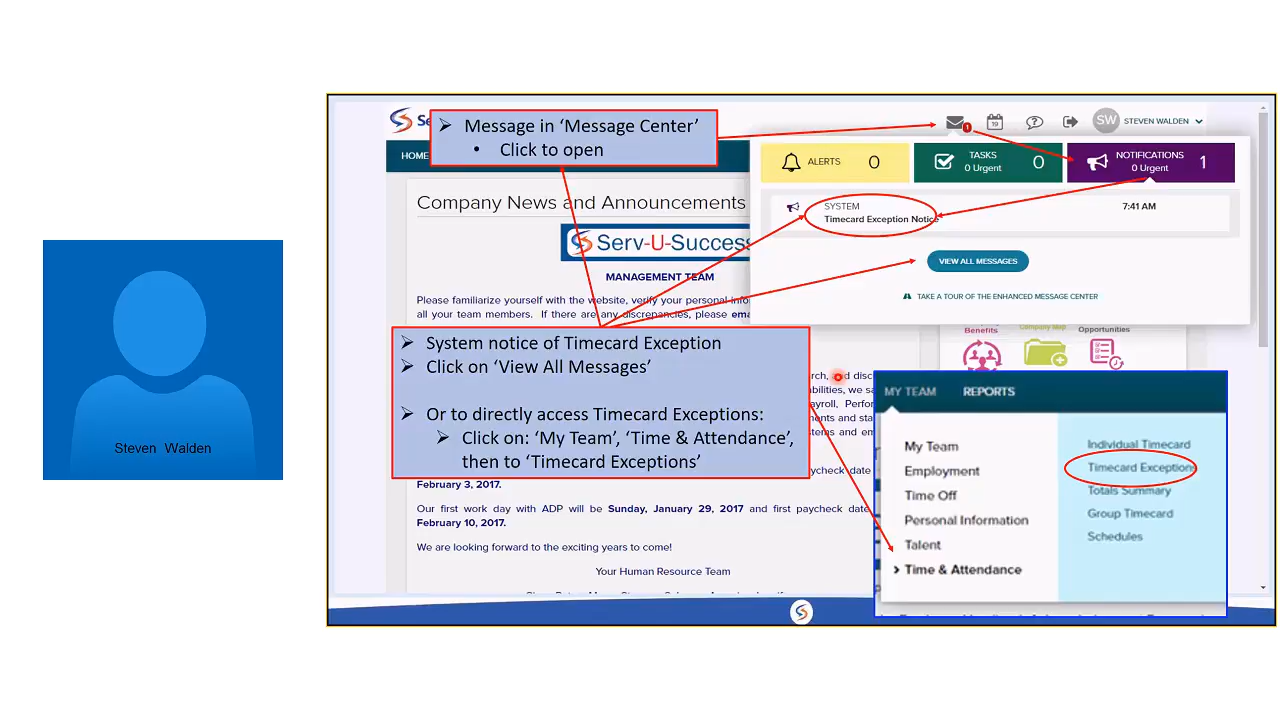 Steven Walden
Message in ‘Message Center’
Click to open
19
SW
STEVEN WALDEN
HOME
ALERTS 0
TASKS
0 Urgent
0
NOTIFICATIONS
0 Urgent
1
1
SYSTEM
7:41 AM
Timecard Exception Notice
VIEW ALL MESSAGES
TAKE A TOUR OF THE ENHANCED MESSAGE CENTER
Company News and Announcements
Serv-U-Success
MANAGEMENT TEAM
Please familiarize yourself with the website, verify your personal
all your team members. If there are any discrepancies, please
Benefits
Company Map
Opportunities
System notice of Timecard Exception
Click on ‘View All Messages’
Or to directly access Timecard Exceptions:
Click on: ‘My Team’, ‘Time & Attendance’,
then to ‘Timecard Exceptions’
paycheck date
February 3, 2017.
Our first work day with ADP will be Sunday, January 29, 2017 and first paycheck date
February 10, 2017.
We are looking forward to the exciting years to come!
Your Human Resource Team
MY TEAM
REPORTS
My Team
Employment
Time Off
Personal Information
Talent
Time & Attendance
Individual Timecard
Timecard Exceptions
Totals Summary
Group Timecard
Schedules